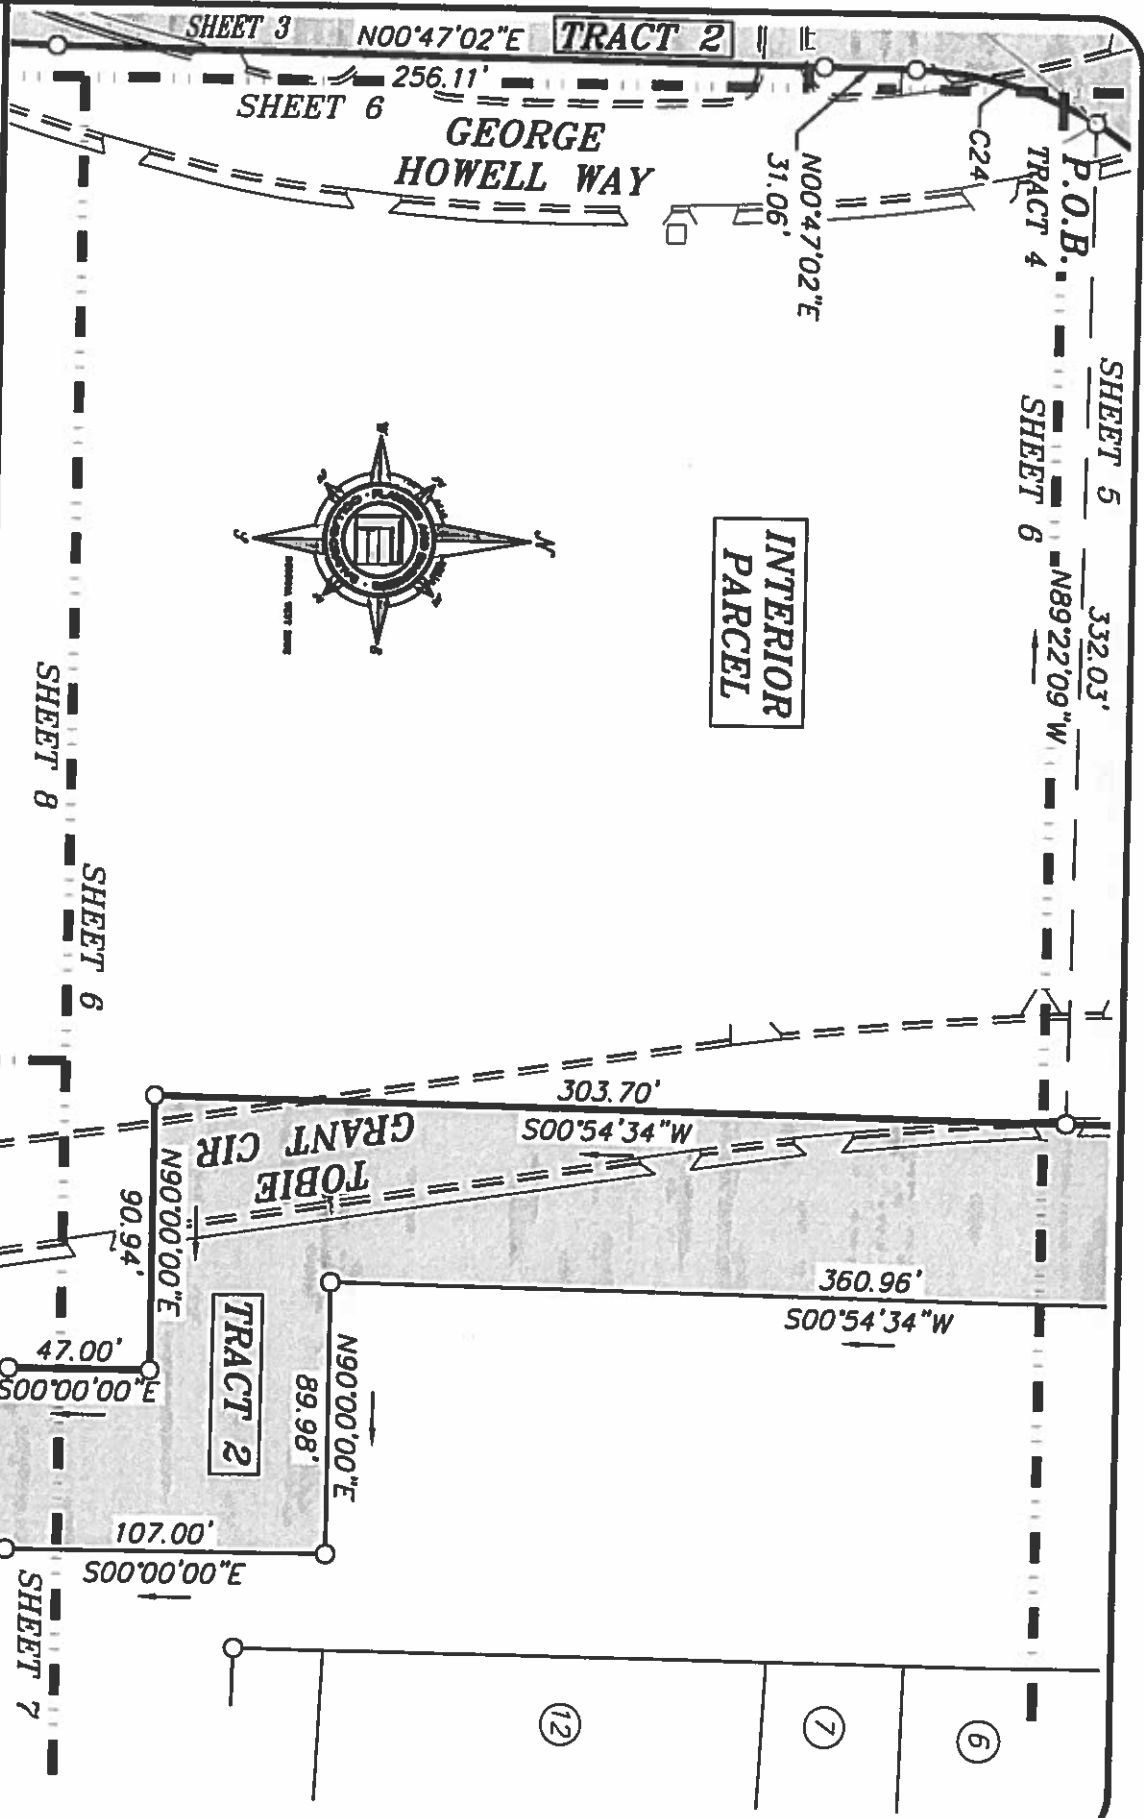 SHEET 3
N00°47'02"E
TRACT 2
256.11'
SHEET 6
GEORGE
HOWELL WAY
N00°47'02"E
31.06'
C24
TRACT 4
P.O.B.
SHEET 5
SHEET 6
332.03'
N89°22'09"W
INTERIOR
PARCEL
N
S
SHEET 8
SHEET 6
303.70'
S00°54'34"W
TOBIE
GRANT CIR
N90°00'00"E
90.94'
360.96'
S00°54'34"W
47.00'
S00°00'00"E
TRACT 2
N90°00'00"E
89.98'
107.00'
S00°00'00"E
SHEET 7
12
7
6